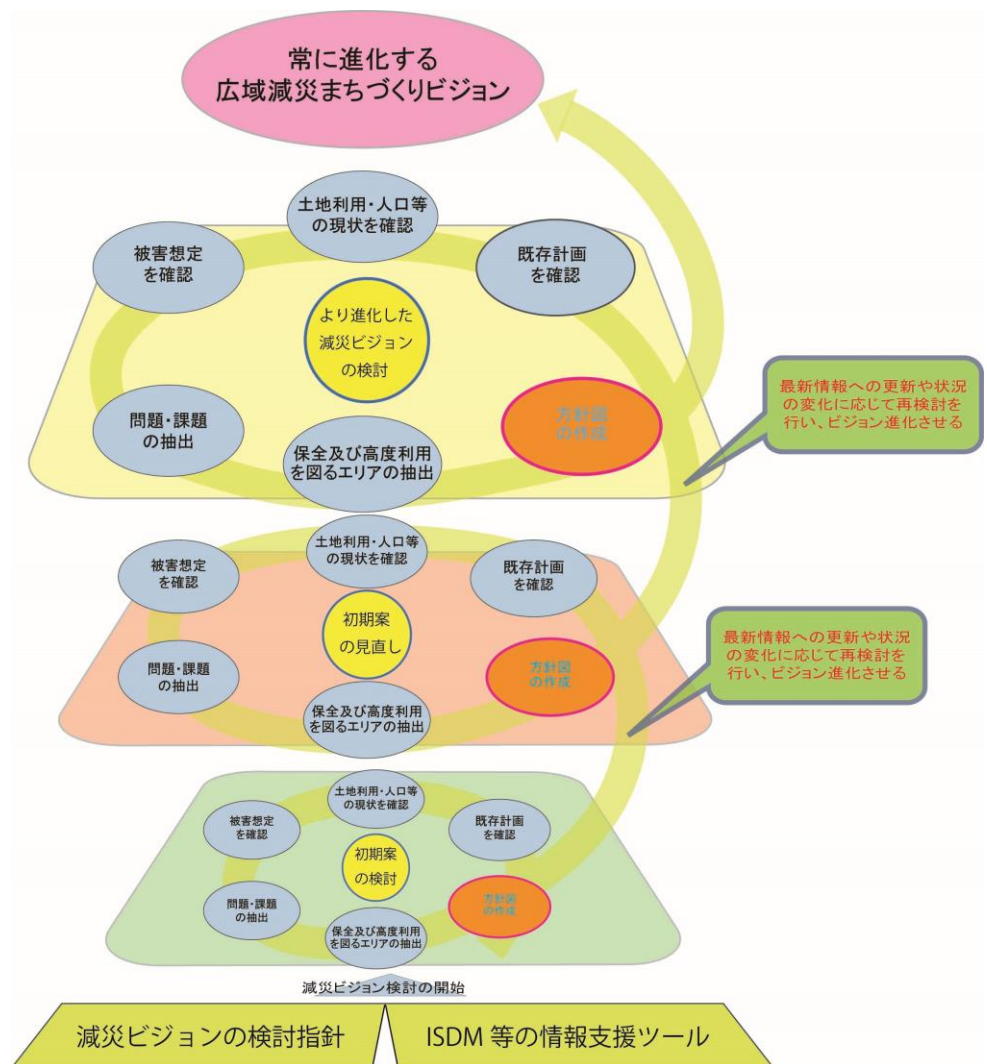 常に進化する
広域減災まちづくりビジョン
土地利用・人口等
の現状を確認
被害想定
を確認
既存計画
を確認
より進化した
減災ビジョン
の検討
問題・課題
の抽出
方針図
の作成
保全及び高度利用
を図るエリアの抽出
最新情報への更新や状況
の変化に応じて再検討を
行い、ビジョン進化させる
土地利用・人口等
の現状を確認
被害想定
を確認
既存計画
を確認
初期案
の見直し
問題・課題
の抽出
方針図
の作成
保全及び高度利用
を図るエリアの抽出
最新情報への更新や状況
の変化に応じて再検討を
行い、ビジョン進化させる
土地利用・人口等
の現状を確認
被害想定
を確認
既存計画
を確認
初期案
の検討
問題・課題
の抽出
方針図
の作成
保全及び高度利用
を図るエリアの抽出
減災ビジョン検討の開始
減災ビジョンの検討指針
ISDM 等の情報支援ツール